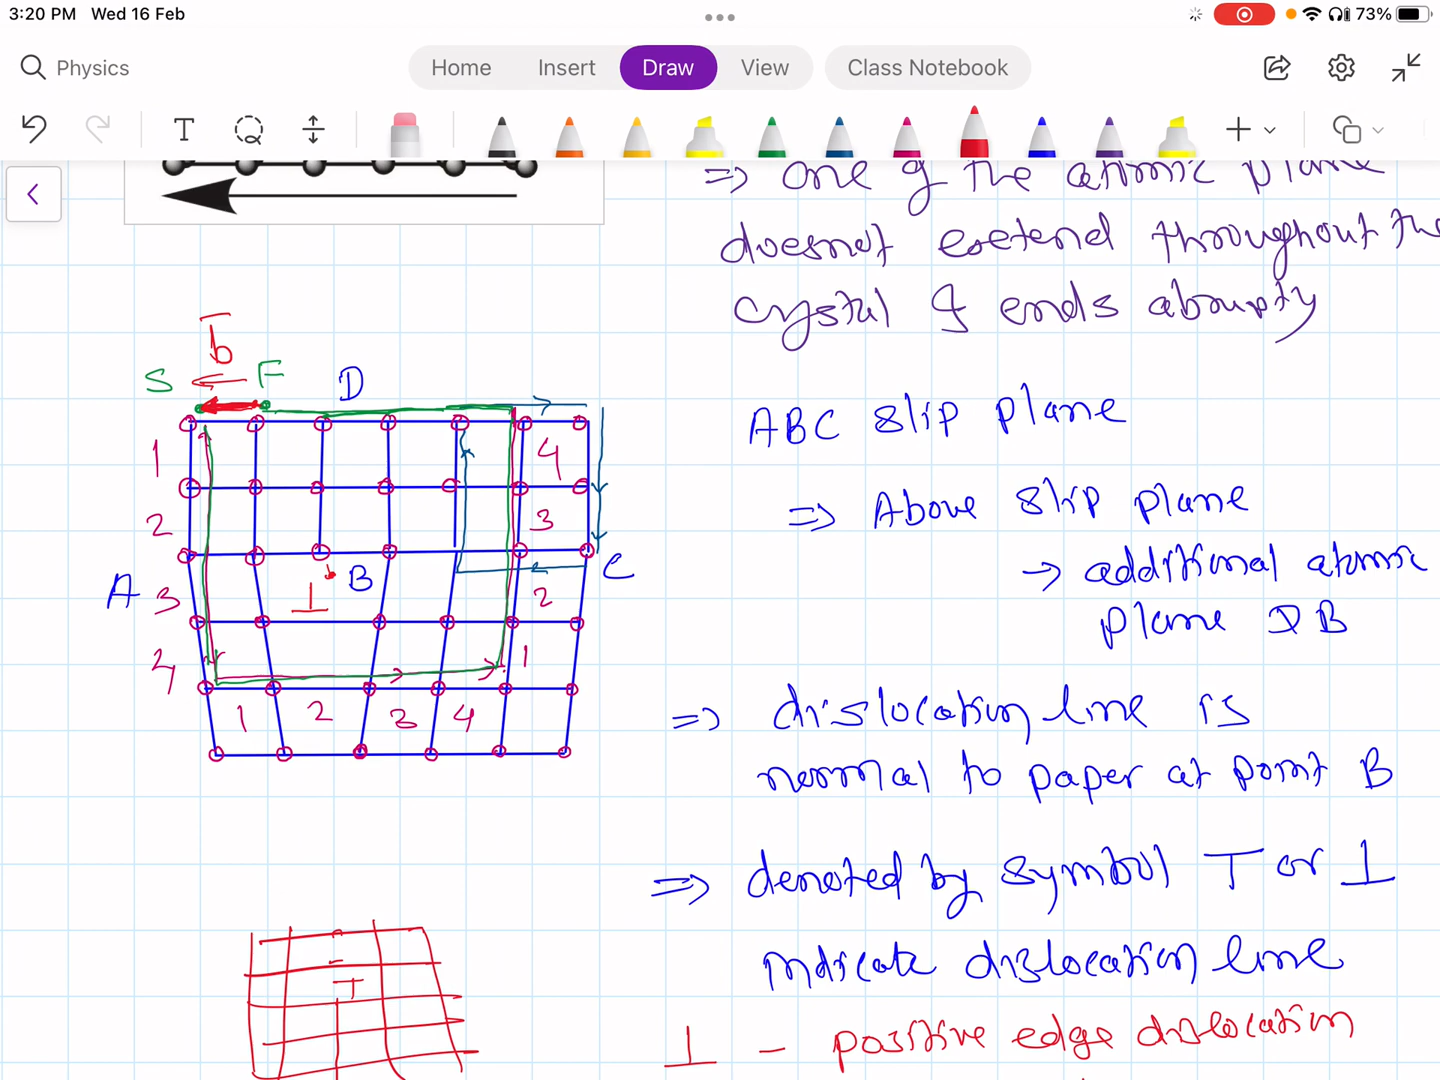 3:20 PM Wed 16 Feb
73%
Physics
Home Insert Draw View Class Notebook
T
=> One of the atomic plane
doesnot extend throughout the
crystal & ends abrupty
b
S F D
1 4
2 3
A B C
3 ⊥ 2
4 1
1 2 3 4
ABC slip plane
=> Above slip plane
→ additional atomic
plane DB
=> dislocation line is
normal to paper at point B
=> denoted by symbol T or ⊥
indicate dislocation line
T
⊥ - positive edge dislocation